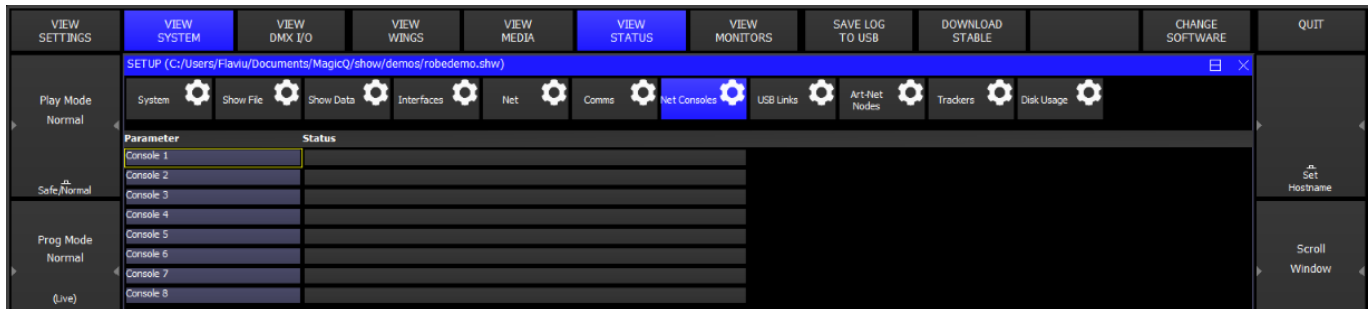 VIEW
SETTINGS
VIEW
SYSTEM
VIEW
DMX I/O
VIEW
WINGS
VIEW
MEDIA
VIEW
STATUS
VIEW
MONITORS
SAVE LOG
TO USB
DOWNLOAD
STABLE
CHANGE
SOFTWARE
QUIT
SETUP (C:/Users/Flaviu/Documents/MagicQ/show/demos/robedemo.shw)
Play Mode
Normal
Safe/Normal
System
Show File
Show Data
Interfaces
Net
Comms
Net Consoles
USB Links
Art-Net
Nodes
Trackers
Disk Usage
Parameter Status
Console 1
Console 2
Console 3
Console 4
Console 5
Console 6
Console 7
Console 8
Set
Hostname
Prog Mode
Normal
(Live)
Scroll
Window